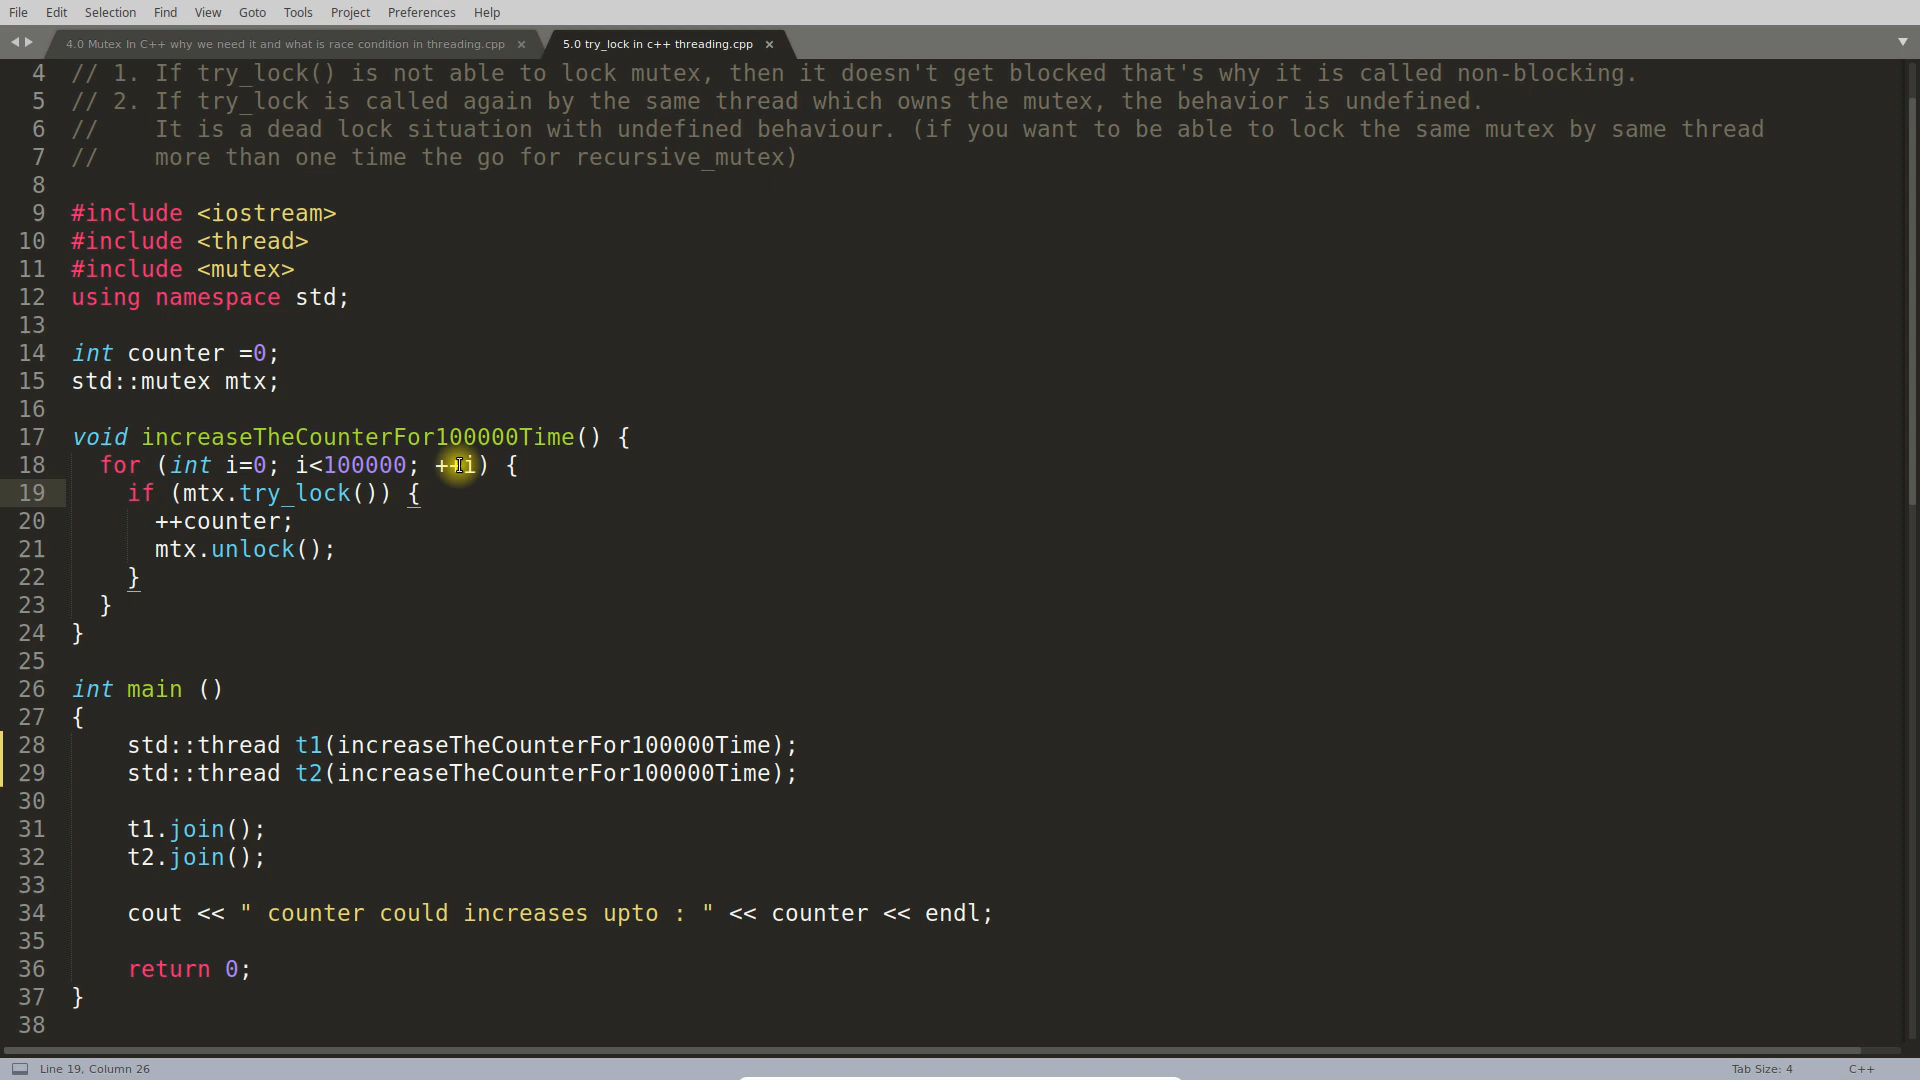 File Edit Selection Find View Goto Tools Project Preferences Help
4.0 Mutex In C++ why we need it and what is race condition in threading.cpp × 5.0 try_lock in c++ threading.cpp ×
4 // 1. If try_lock() is not able to lock mutex, then it doesn't get blocked that's why it is called non-blocking.
5 // 2. If try_lock is called again by the same thread which owns the mutex, the behavior is undefined.
6 //    It is a dead lock situation with undefined behaviour. (if you want to be able to lock the same mutex by same thread
7 //    more than one time the go for recursive_mutex)
8
9 #include <iostream>
10 #include <thread>
11 #include <mutex>
12 using namespace std;
13
14 int counter =0;
15 std::mutex mtx;
16
17 void increaseTheCounterFor100000Time() {
18   for (int i=0; i<100000; ++i) {
19     if (mtx.try_lock()) {
20       ++counter;
21       mtx.unlock();
22     }
23   }
24 }
25
26 int main ()
27 {
28     std::thread t1(increaseTheCounterFor100000Time);
29     std::thread t2(increaseTheCounterFor100000Time);
30
31     t1.join();
32     t2.join();
33
34     cout << " counter could increases upto : " << counter << endl;
35
36     return 0;
37 }
38
Line 19, Column 26 Tab Size: 4 C++